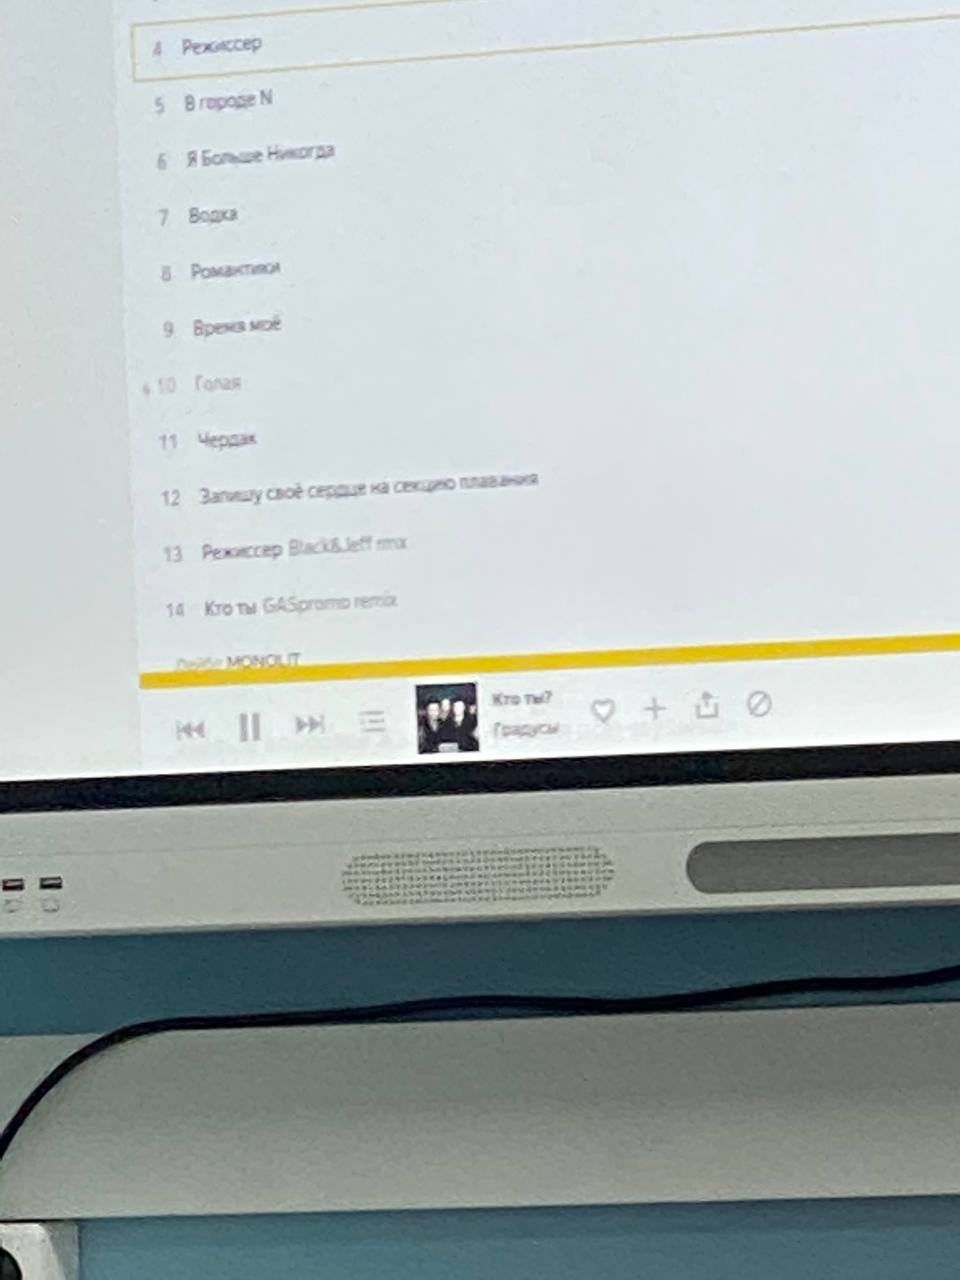 4 Режиссер
5 В городе N
6 Я Больше Никогда
7 Водка
8 Романтики
9 Время моё
10 Голая
11 Чердак
12 Запишу своё сердце на секцию плавания
13 Режиссер Black&Jeff rmx
14 Кто ты GASpromo remix
Лейбл MONOLIT
Кто ты?
Градусы